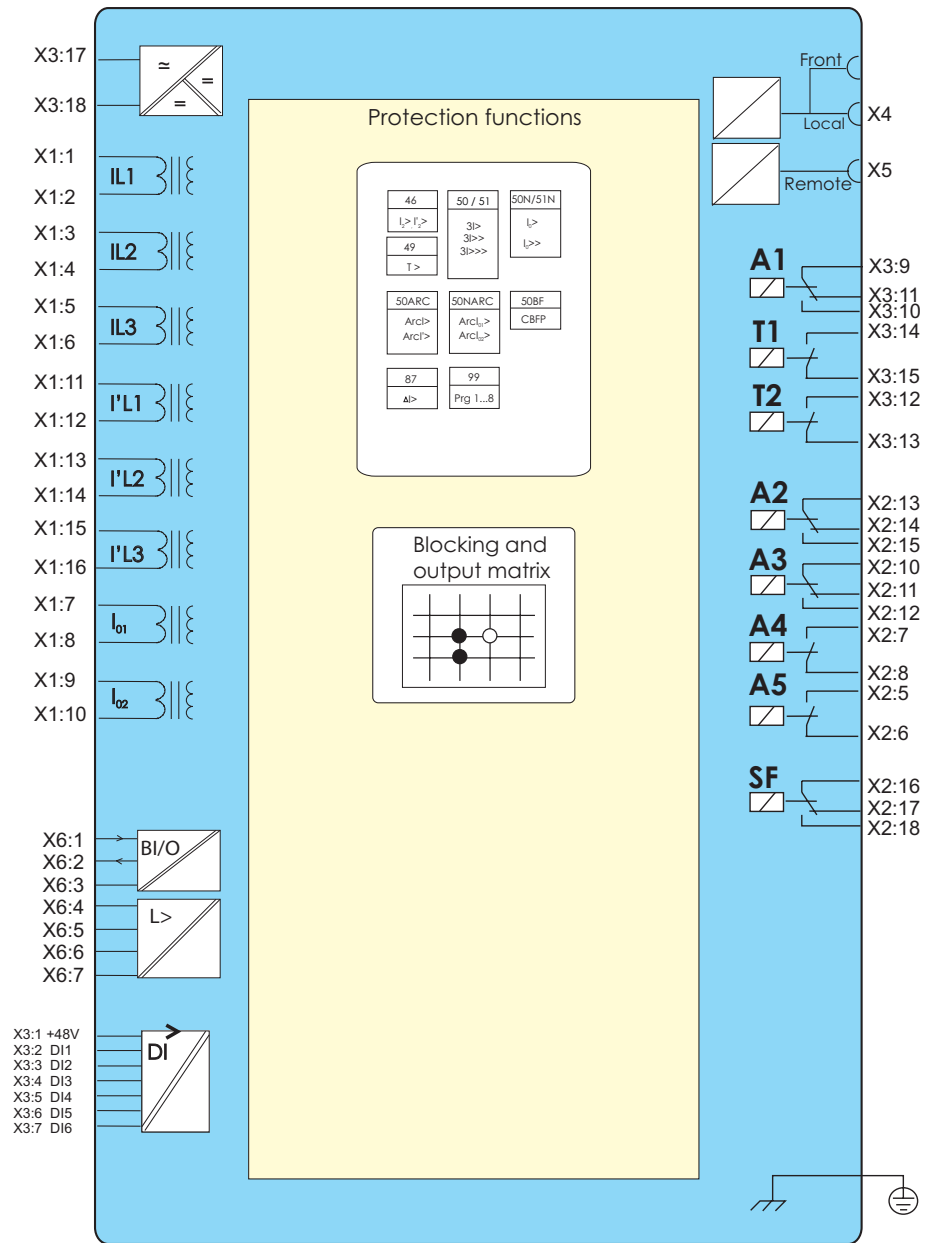 X3:17
X3:18
≃
=
=
X1:1
IL1
X1:2
X1:3
IL2
X1:4
X1:5
IL3
X1:6
X1:11
I'L1
X1:12
X1:13
I'L2
X1:14
X1:15
I'L3
X1:16
X1:7
I01
X1:8
X1:9
I02
X1:10
X6:1
X6:2
X6:3
BI/O
X6:4
X6:5
X6:6
X6:7
L>
X3:1 +48V
X3:2 DI1
X3:3 DI2
X3:4 DI3
X3:5 DI4
X3:6 DI5
X3:7 DI6
DI
Protection functions
46
I2>, I'2>
49
T >
50 / 51
3I>
3I>>
3I>>>
50N/51N
I0>
I0>>
50ARC
ArcI>
ArcI'>
50NARC
ArcI01>
ArcI02>
50BF
CBFP
87
ΔI>
99
Prg 1...8
Blocking and
output matrix
Front
Local
X4
Remote
X5
A1
X3:9
X3:11
X3:10
T1
X3:14
X3:15
T2
X3:12
X3:13
A2
X2:13
X2:14
X2:15
A3
X2:10
X2:11
X2:12
A4
X2:7
X2:8
A5
X2:5
X2:6
SF
X2:16
X2:17
X2:18